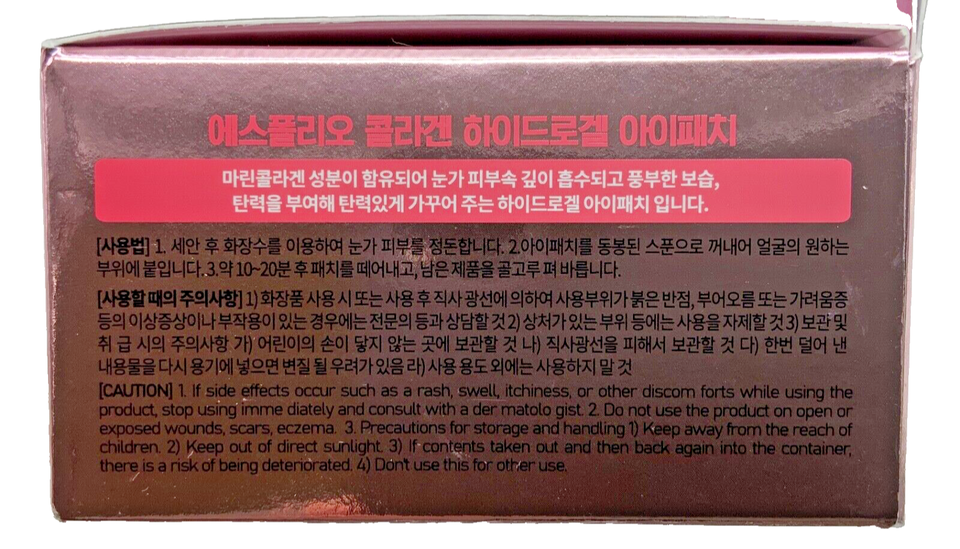 에스폴리오 콜라겐 하이드로겔 아이패치
마린콜라겐 성분이 함유되어 눈가 피부속 깊이 흡수되고 풍부한 보습,
탄력을 부여해 탄력있게 가꾸어 주는 하이드로겔 아이패치 입니다.
[사용법] 1. 세안 후 화장수를 이용하여 눈가 피부를 정돈합니다. 2.아이패치를 동봉된 스푼으로 꺼내어 얼굴의 원하는
부위에 붙입니다. 3.약 10~20분 후 패치를 떼어내고, 남은 제품을 골고루 펴 바릅니다.
[사용할 때의 주의사항] 1) 화장품 사용 시 또는 사용 후 직사 광선에 의하여 사용부위가 붉은 반점, 부어오름 또는 가려움증
등의 이상증상이나 부작용이 있는 경우에는 전문의 등과 상담할 것 2) 상처가 있는 부위 등에는 사용을 자제할 것 3) 보관 및
취 급 시의 주의사항 가) 어린이의 손이 닿지 않는 곳에 보관할 것 나) 직사광선을 피해서 보관할 것 다) 한번 덜어 낸
내용물을 다시 용기에 넣으면 변질 될 우려가 있음 라) 사용 용도 외에는 사용하지 말 것
[CAUTION] 1. If side effects occur such as a rash, swell, itchiness, or other discom forts while using the
product, stop using imme diately and consult with a der matolo gist. 2. Do not use the product on open or
exposed wounds, scars, eczema. 3. Precautions for storage and handling 1) Keep away from the reach of
children. 2) Keep out of direct sunlight. 3) If contents taken out and then back again into the container,
there is a risk of being deteriorated. 4) Don't use this for other use.